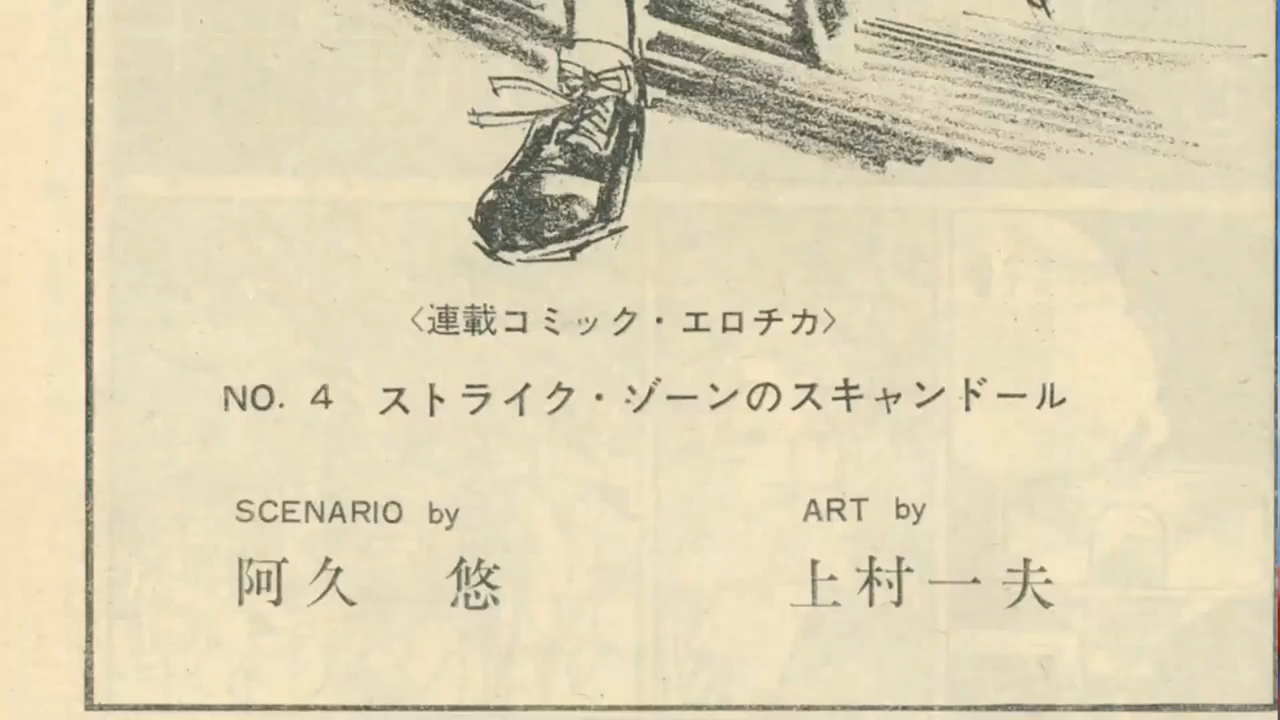 〈連載コミック・エロチカ〉
NO. 4 ストライク・ゾーンのスキャンドール
SCENARIO by
ART by
阿久 悠
上村一夫